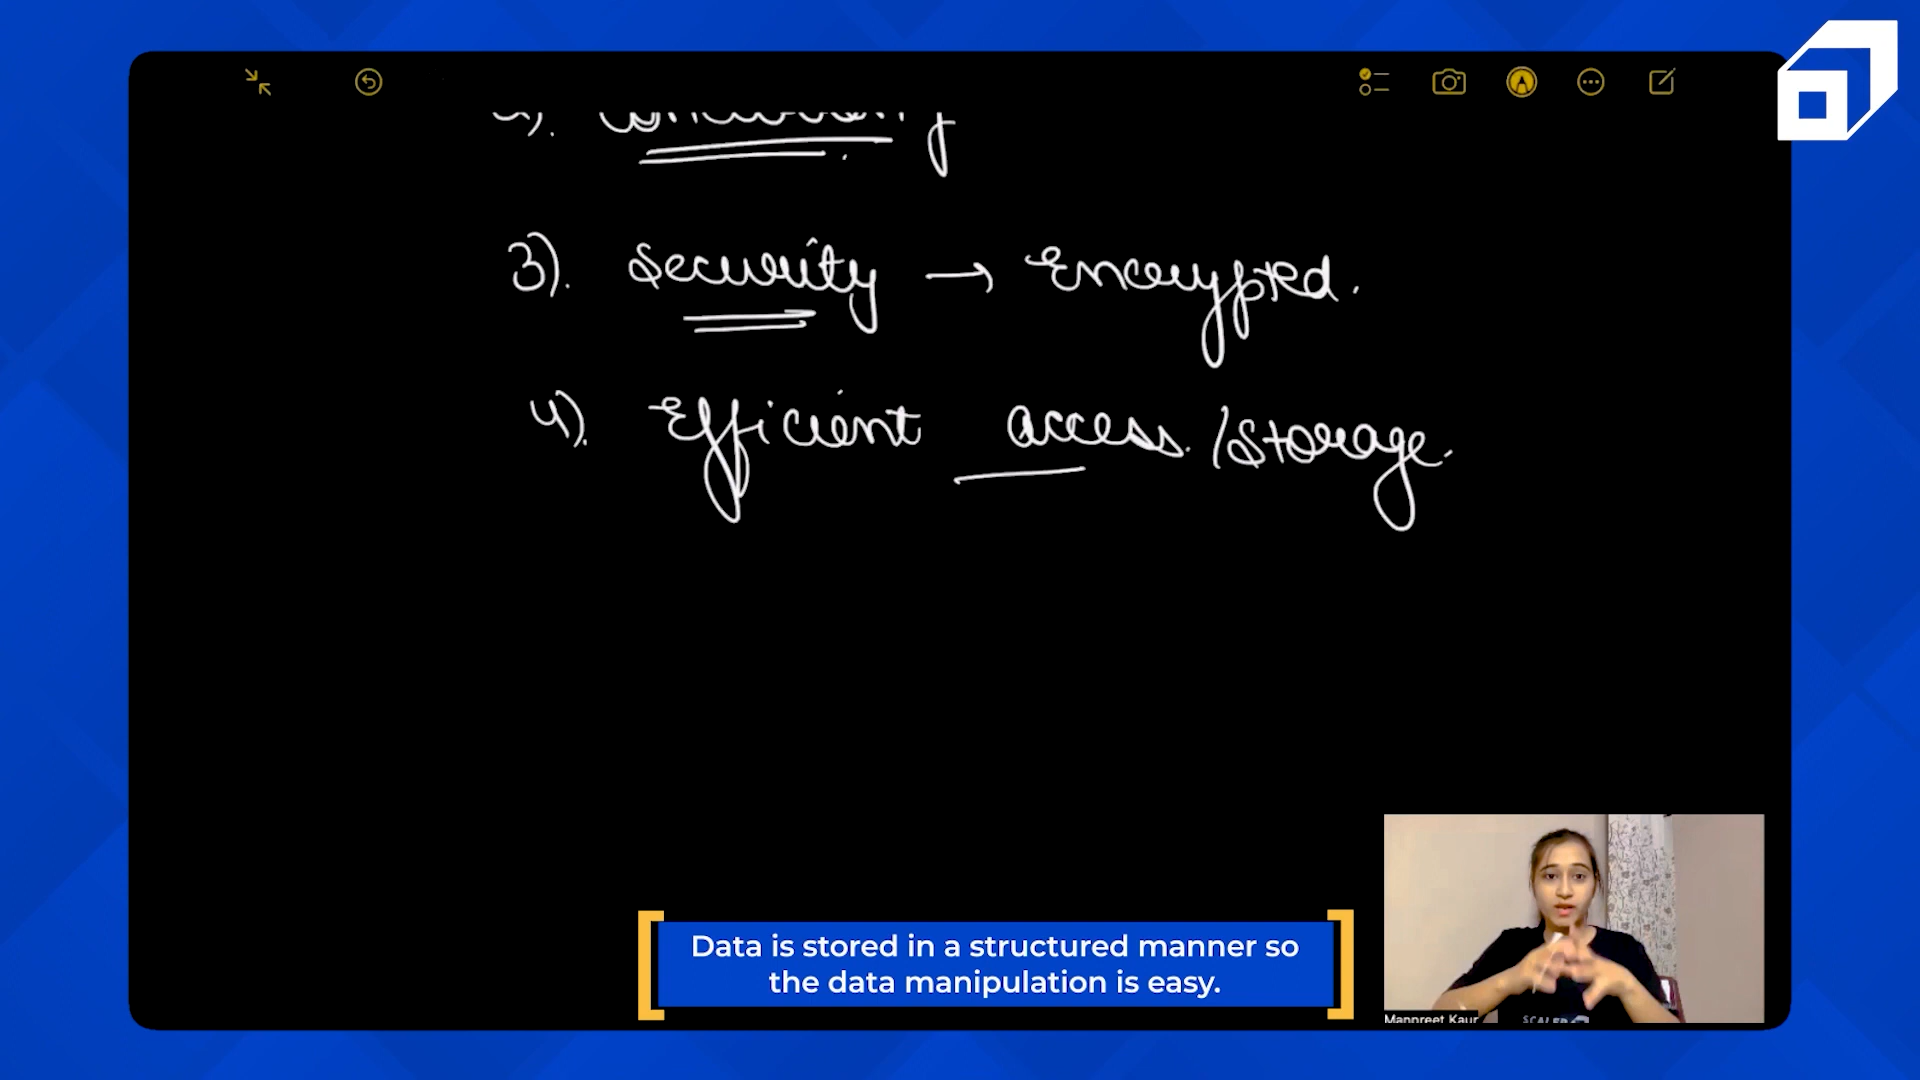 3). Security → Encrypted.
4). Efficient access. / Storage.
Data is stored in a structured manner so
the data manipulation is easy.
Manpreet Kaur
SCALER